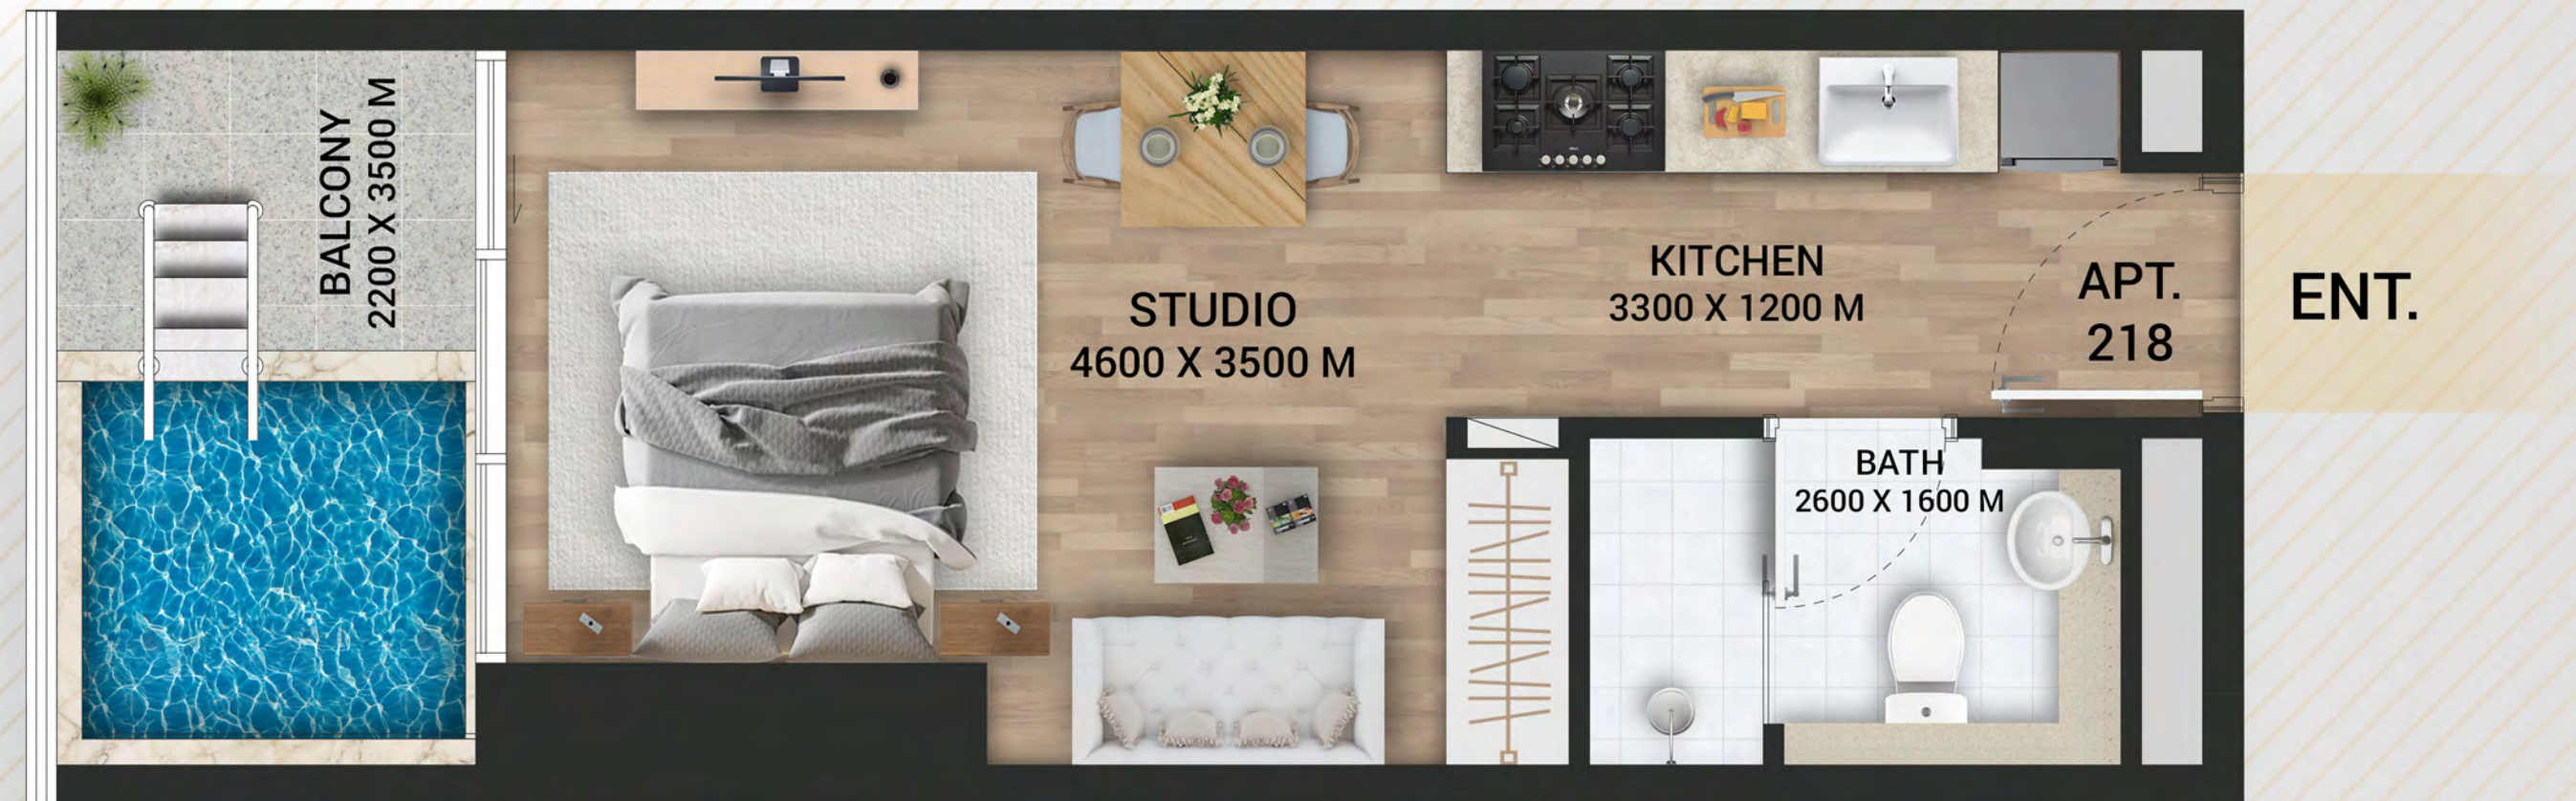 BALCONY
2200 X 3500 M
STUDIO
4600 X 3500 M
KITCHEN
3300 X 1200 M
APT.
218
ENT.
BATH
2600 X 1600 M